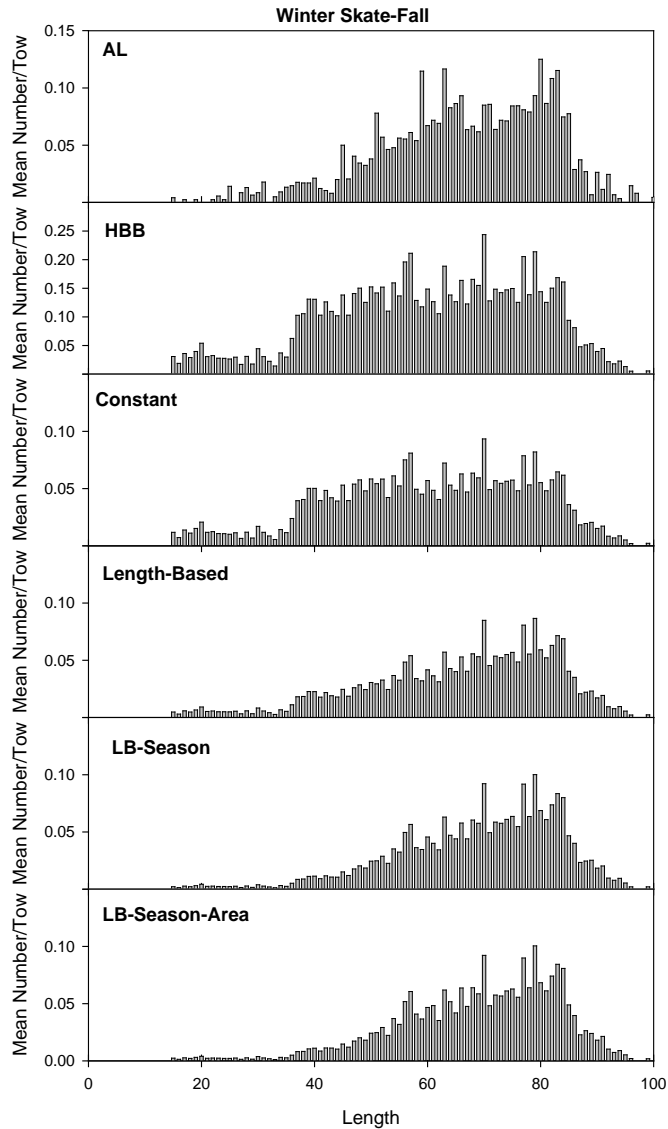 Winter Skate-Fall
AL
Mean Number/Tow
0.15
0.10
0.05
HBB
Mean Number/Tow
0.25
0.20
0.15
0.10
0.05
Constant
Mean Number/Tow
0.10
0.05
Length-Based
Mean Number/Tow
0.10
0.05
LB-Season
Mean Number/Tow
0.10
0.05
LB-Season-Area
Mean Number/Tow
0.10
0.05
0.00
0 20 40 60 80 100
Length